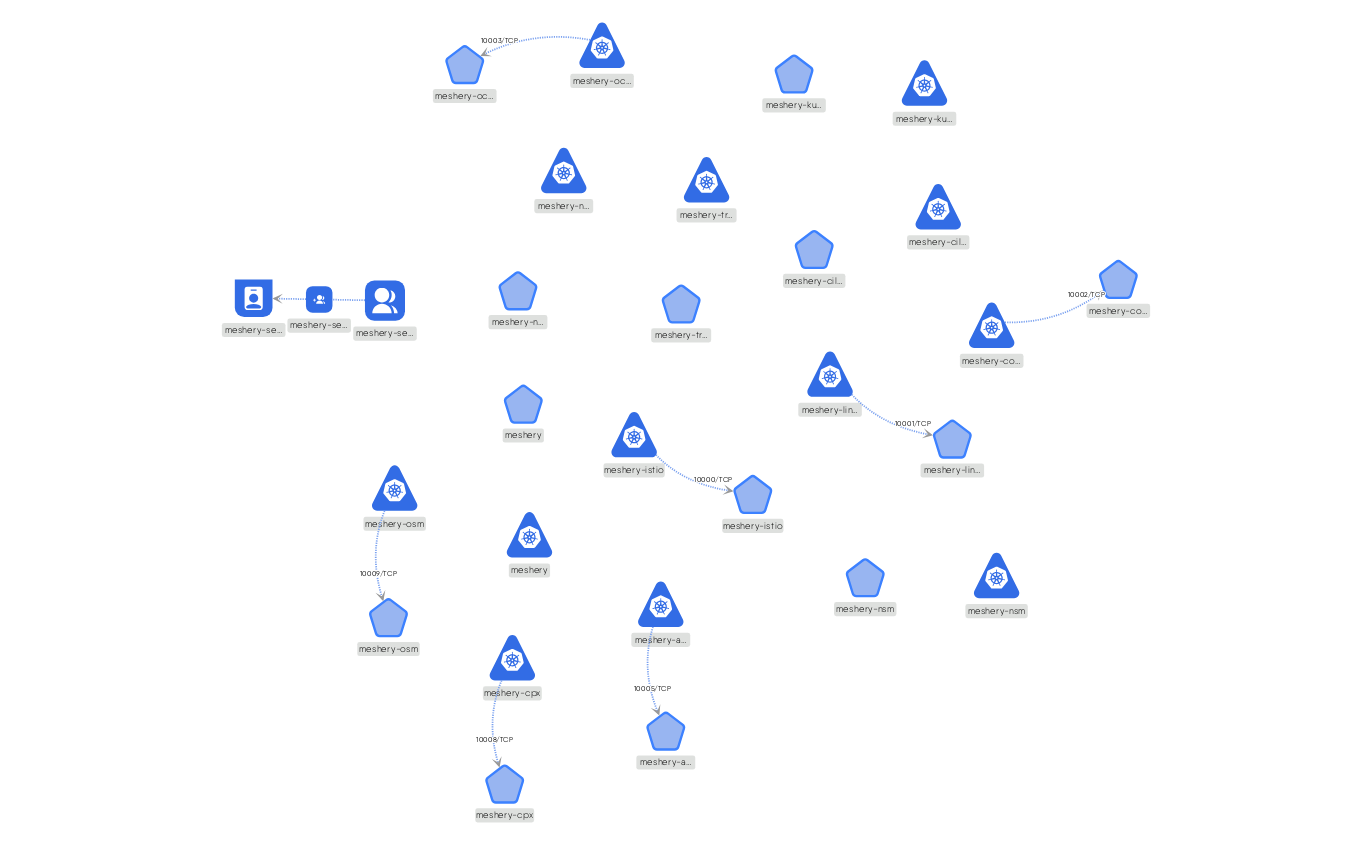 10003/TCP
meshery-oc...
meshery-oc...
meshery-ku...
meshery-ku...
meshery-n...
meshery-tr...
meshery-cil...
meshery-cil...
10002/TCP
meshery-co...
meshery-se...
meshery-se...
meshery-se...
meshery-n...
meshery-tr...
meshery-co...
meshery-lin...
10001/TCP
meshery
meshery-istio
meshery-lin...
10000/TCP
meshery-osm
meshery-istio
10009/TCP
meshery
meshery-nsm
meshery-nsm
meshery-osm
meshery-a...
meshery-cpx
10005/TCP
10008/TCP
meshery-a...
meshery-cpx